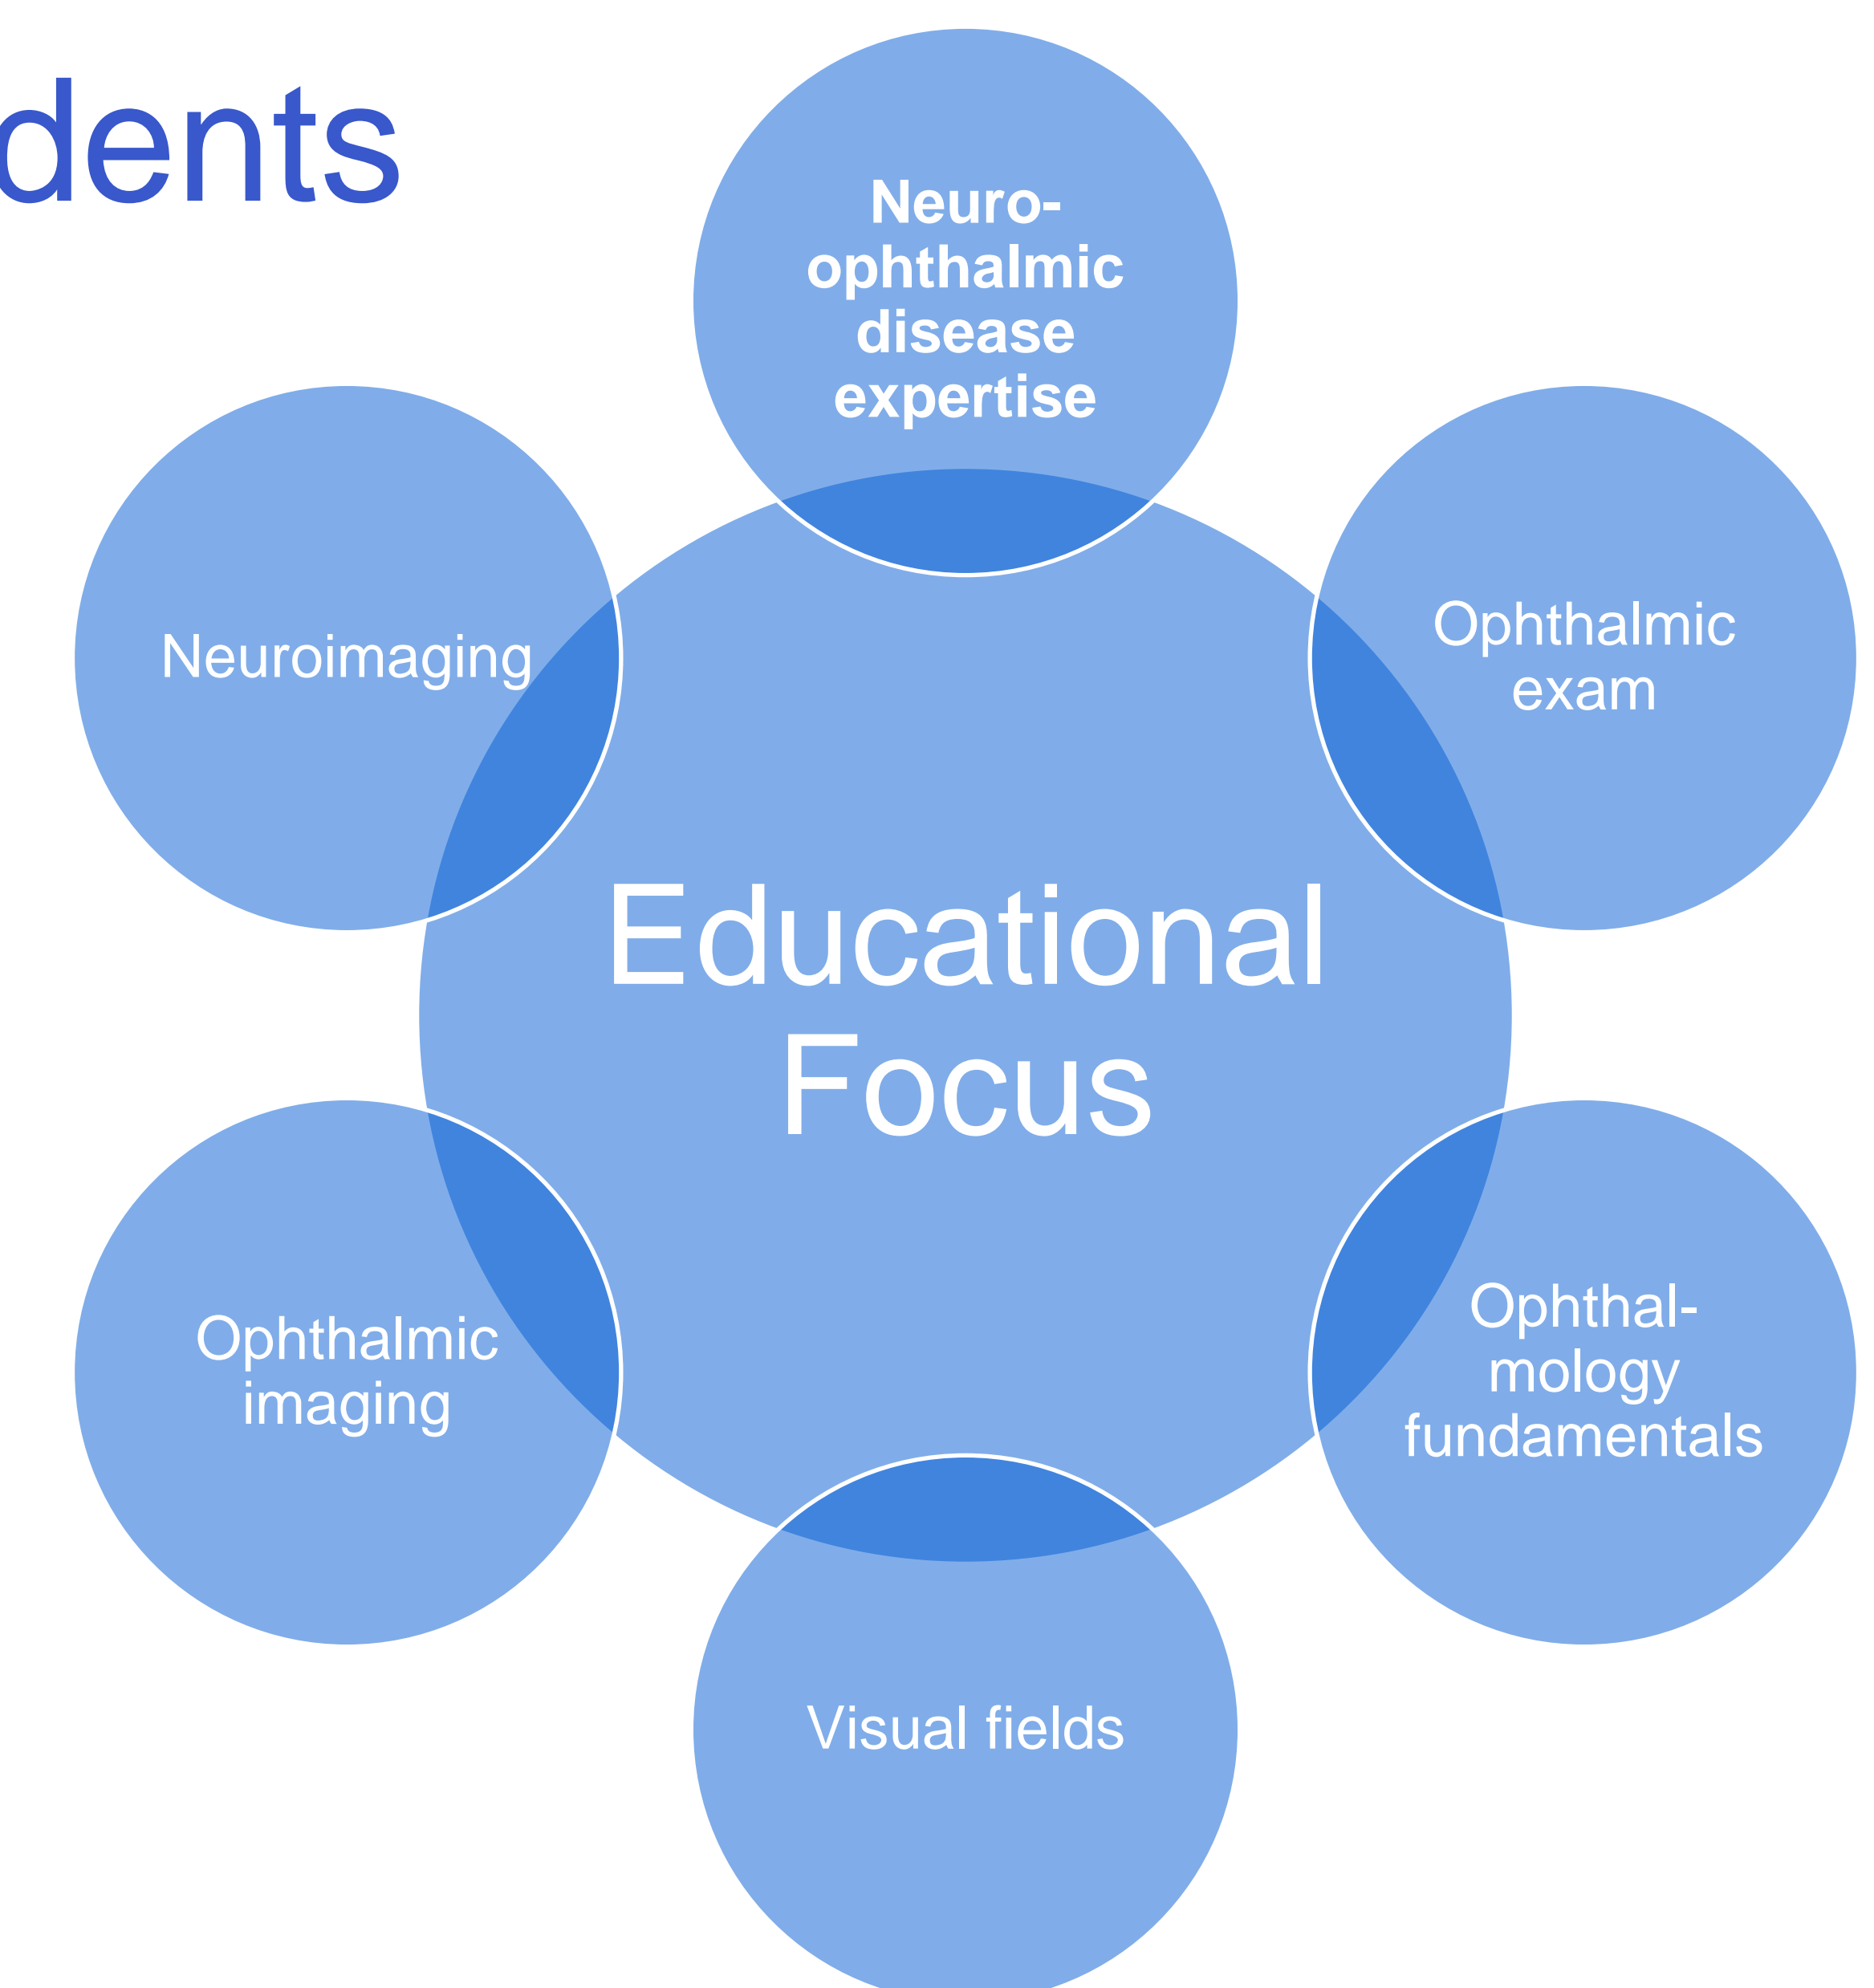 dents
Neuro-
ophthalmic
disease
expertise
Neuroimaging
Ophthalmic
exam
Educational
Focus
Ophthalmic
imaging
Ophthal-
mology
fundamentals
Visual fields